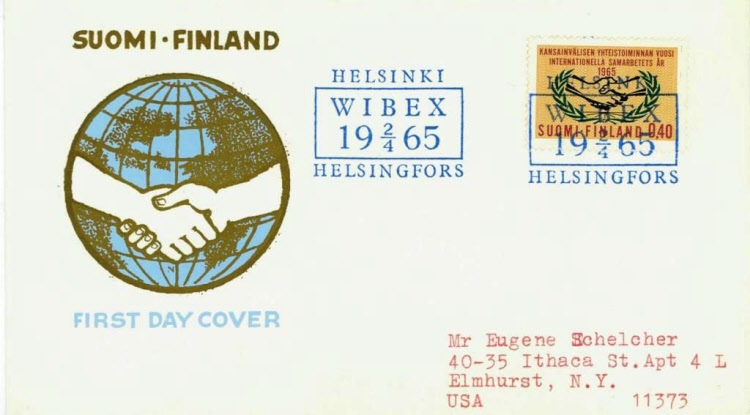 SUOMI·FINLAND
FIRST DAY COVER
HELSINKI
WIBEX
19 2/4 65
HELSINGFORS
KANSAINVÄLISEN YHTEISTOIMINNAN VUOSI
INTERNATIONELLA SAMARBETETS ÅR
1965
SUOMI-FINLAND 0,40
HELSINKI
WIBEX
19 2/4 65
HELSINGFORS
Mr Eugene Schelcher
40-35 Ithaca St.Apt 4 L
Elmhurst, N.Y.
USA 11373